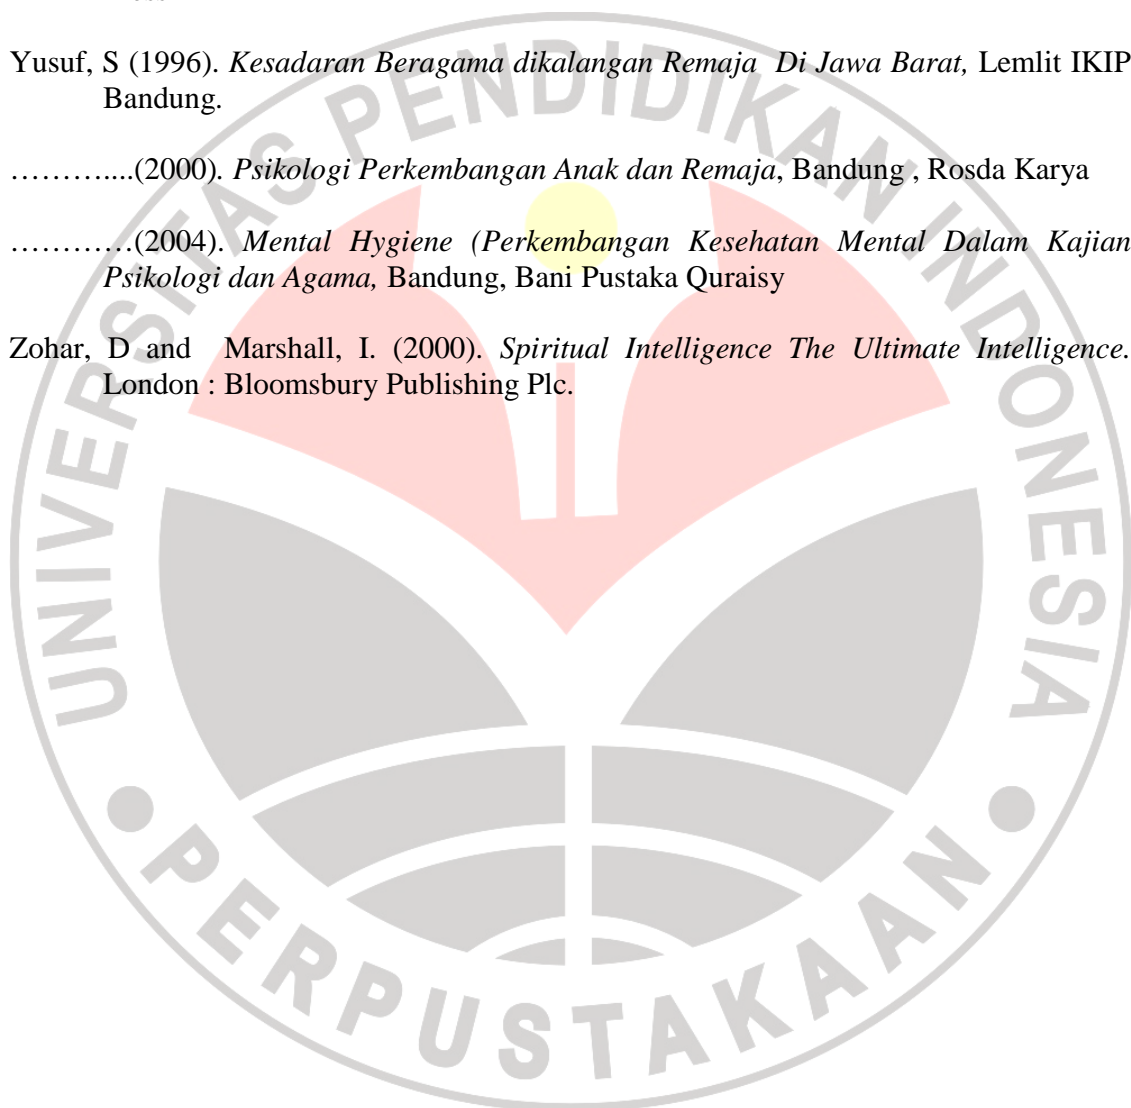 Yusuf, S (1996). Kesadaran Beragama dikalangan Remaja Di Jawa Barat, Lemlit IKIP
Bandung.
………....(2000). Psikologi Perkembangan Anak dan Remaja, Bandung , Rosda Karya
…………(2004). Mental Hygiene (Perkembangan Kesehatan Mental Dalam Kajian
Psikologi dan Agama, Bandung, Bani Pustaka Quraisy
Zohar, D and Marshall, I. (2000). Spiritual Intelligence The Ultimate Intelligence.
London : Bloomsbury Publishing Plc.
UNIVERSITAS PENDIDIKAN INDONESIA
PERPUSTAKAAN